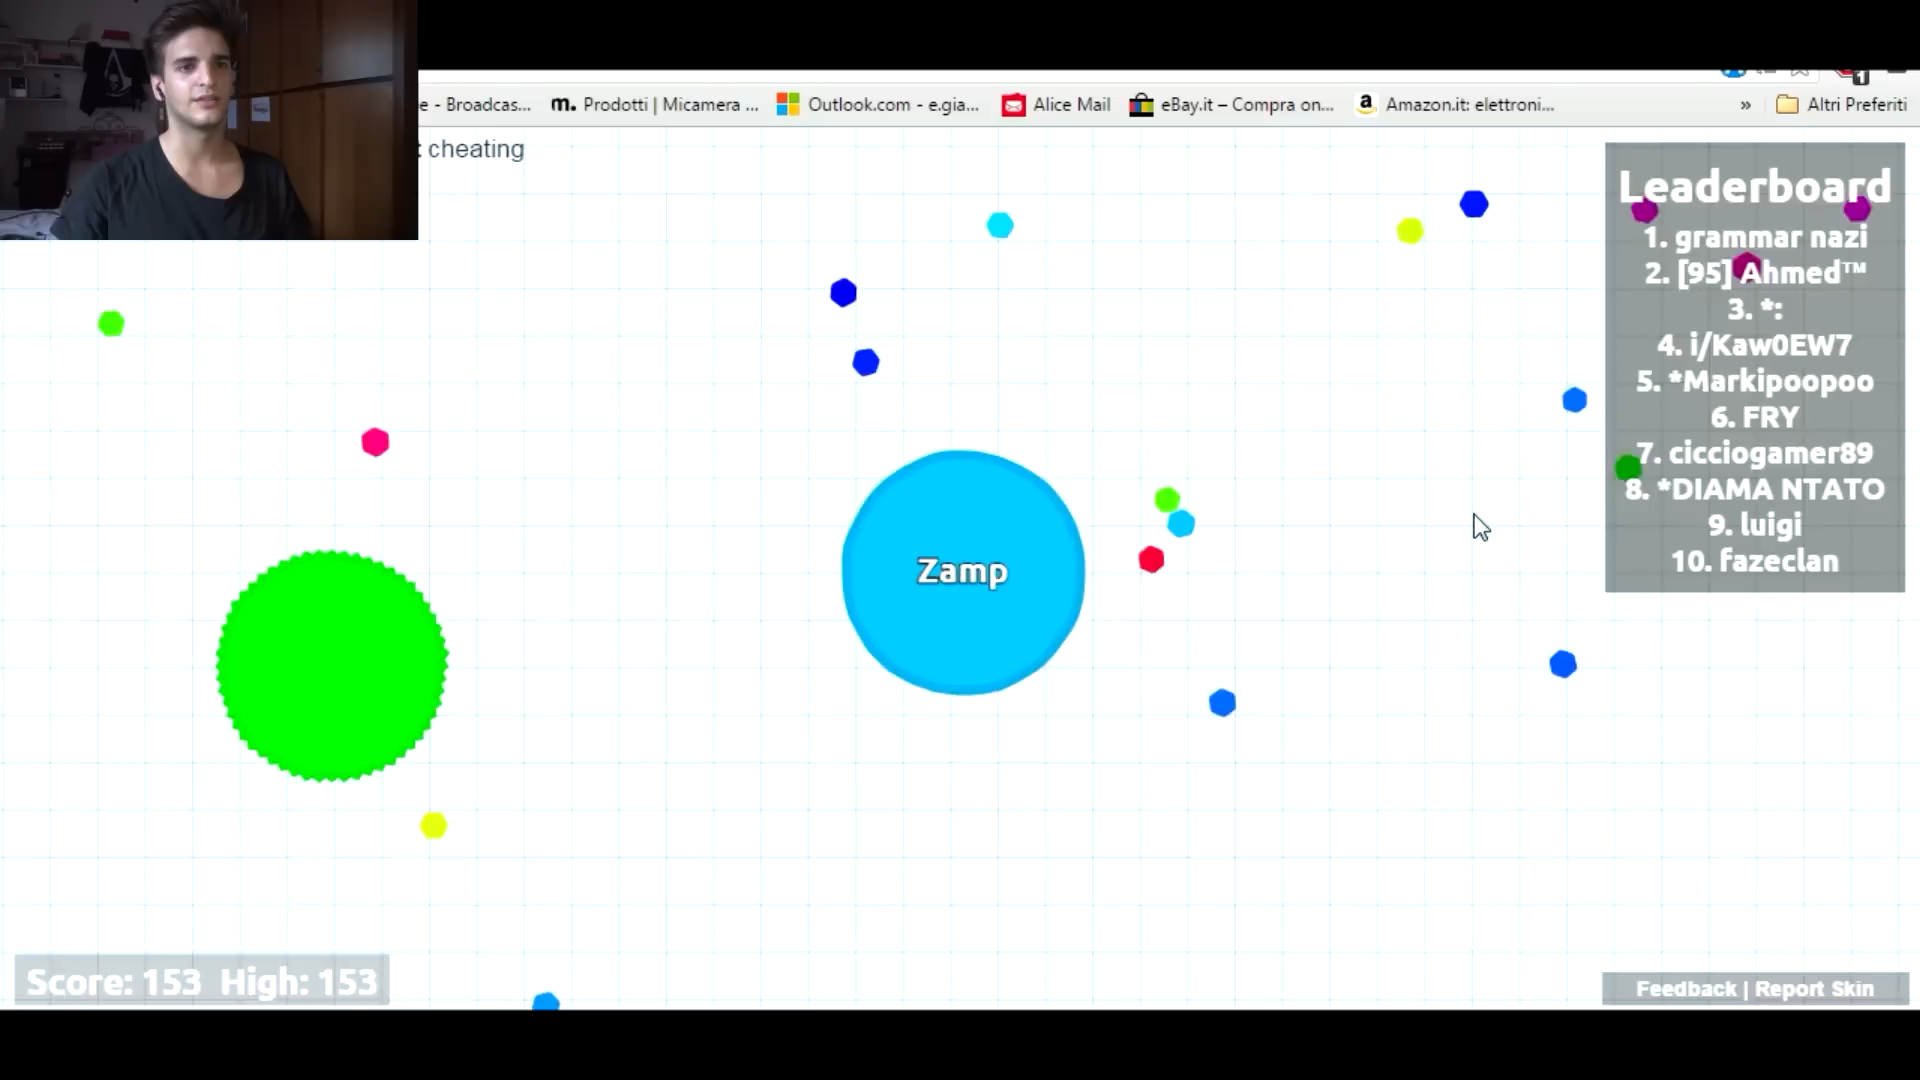 e - Broadcas... m. Prodotti | Micamera ... Outlook.com - e.gia... Alice Mail eBay.it – Compra on... a Amazon.it: elettroni... » Altri Preferiti
: cheating
Leaderboard
1. grammar nazi
2. [95] Ahmed™
3. *:
4. i/Kaw0EW7
5. *Markipoopoo
6. FRY
7. cicciogamer89
8. *DIAMA NTATO
9. luigi
10. fazeclan
Zamp
Score: 153 High: 153
Feedback | Report Skin